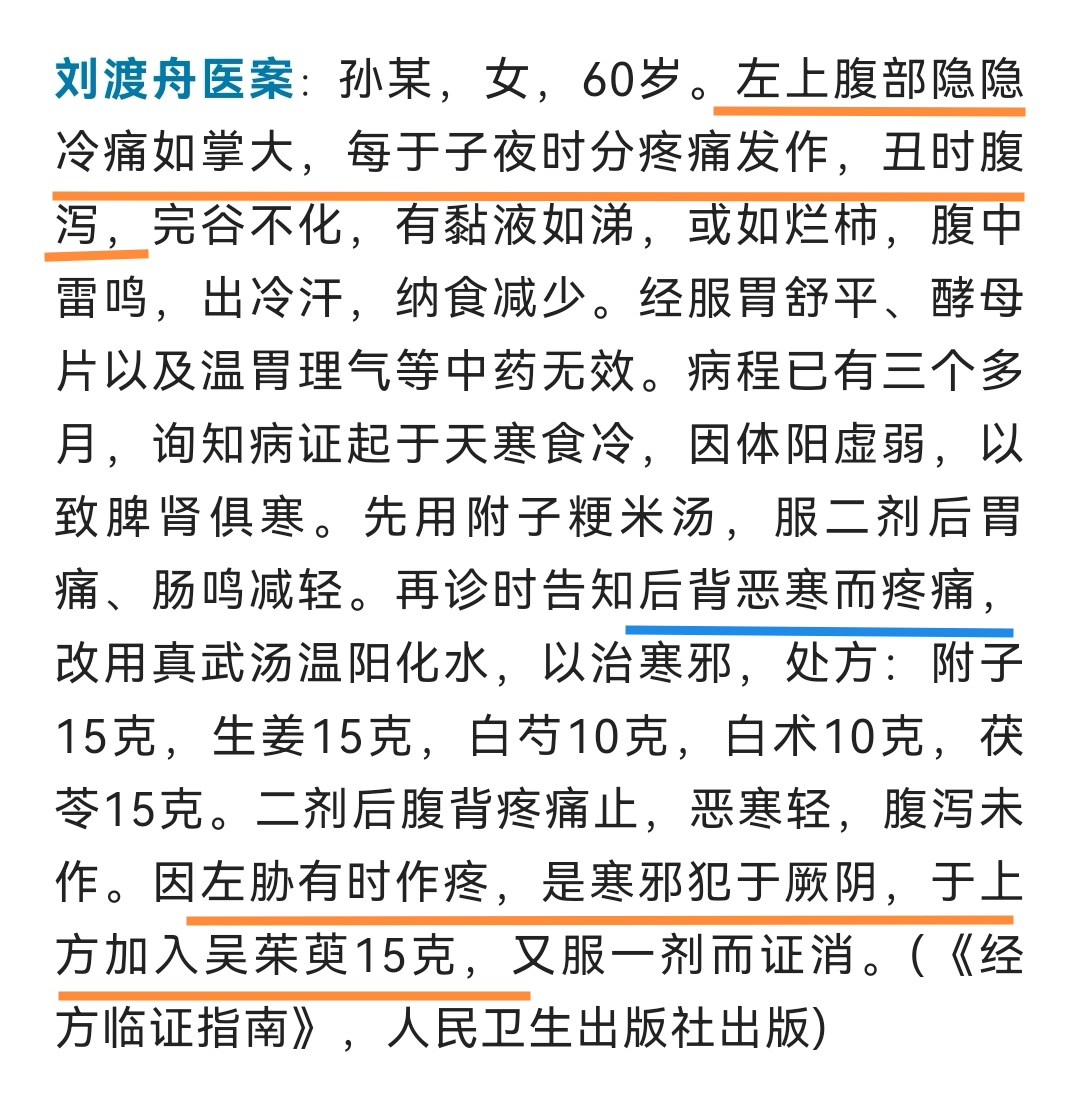 刘渡舟医案：孙某，女，60岁。左上腹部隐隐
冷痛如掌大，每于子夜时分疼痛发作，丑时腹
泻，完谷不化，有黏液如涕，或如烂柿，腹中
雷鸣，出冷汗，纳食减少。经服胃舒平、酵母
片以及温胃理气等中药无效。病程已有三个多
月，询知病证起于天寒食冷，因体阳虚弱，以
致脾肾俱寒。先用附子粳米汤，服二剂后胃
痛、肠鸣减轻。再诊时告知后背恶寒而疼痛，
改用真武汤温阳化水，以治寒邪，处方：附子
15克，生姜15克，白芍10克，白术10克，茯
苓15克。二剂后腹背疼痛止，恶寒轻，腹泻未
作。因左胁有时作疼，是寒邪犯于厥阴，于上
方加入吴茱萸15克，又服一剂而证消。(《经
方临证指南》，人民卫生出版社出版)